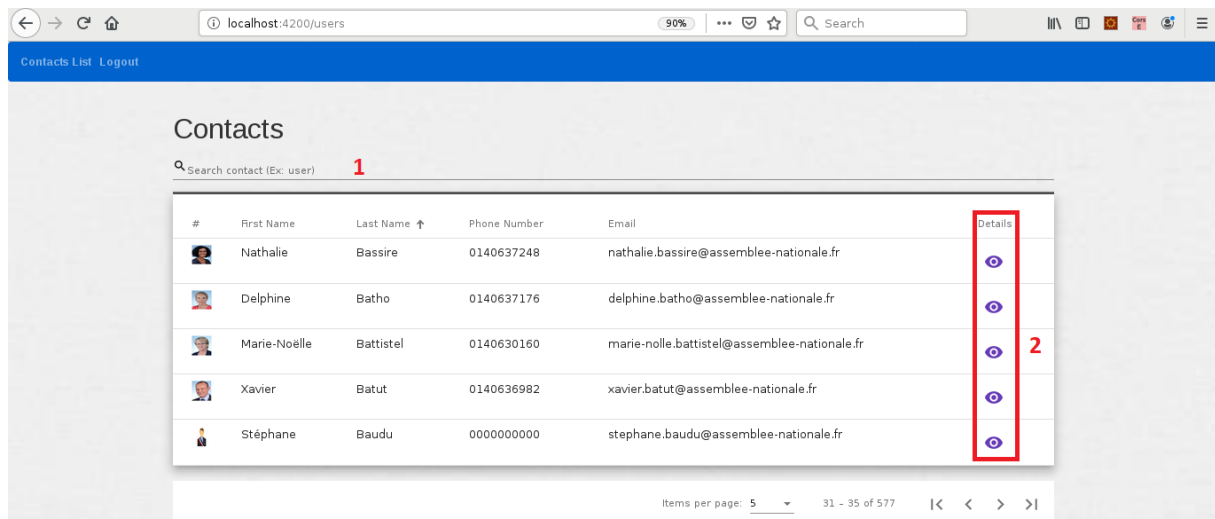 localhost:4200/users 90% Search
Contacts List Logout
Contacts
Search contact (Ex: user) 1
# First Name Last Name Phone Number Email Details
Nathalie Bassire 0140637248 nathalie.bassire@assemblee-nationale.fr
Delphine Batho 0140637176 delphine.batho@assemblee-nationale.fr
Marie-Noëlle Battistel 0140630160 marie-nolle.battistel@assemblee-nationale.fr 2
Xavier Batut 0140636982 xavier.batut@assemblee-nationale.fr
Stéphane Baudu 0000000000 stephane.baudu@assemblee-nationale.fr
Items per page: 5 31 – 35 of 577